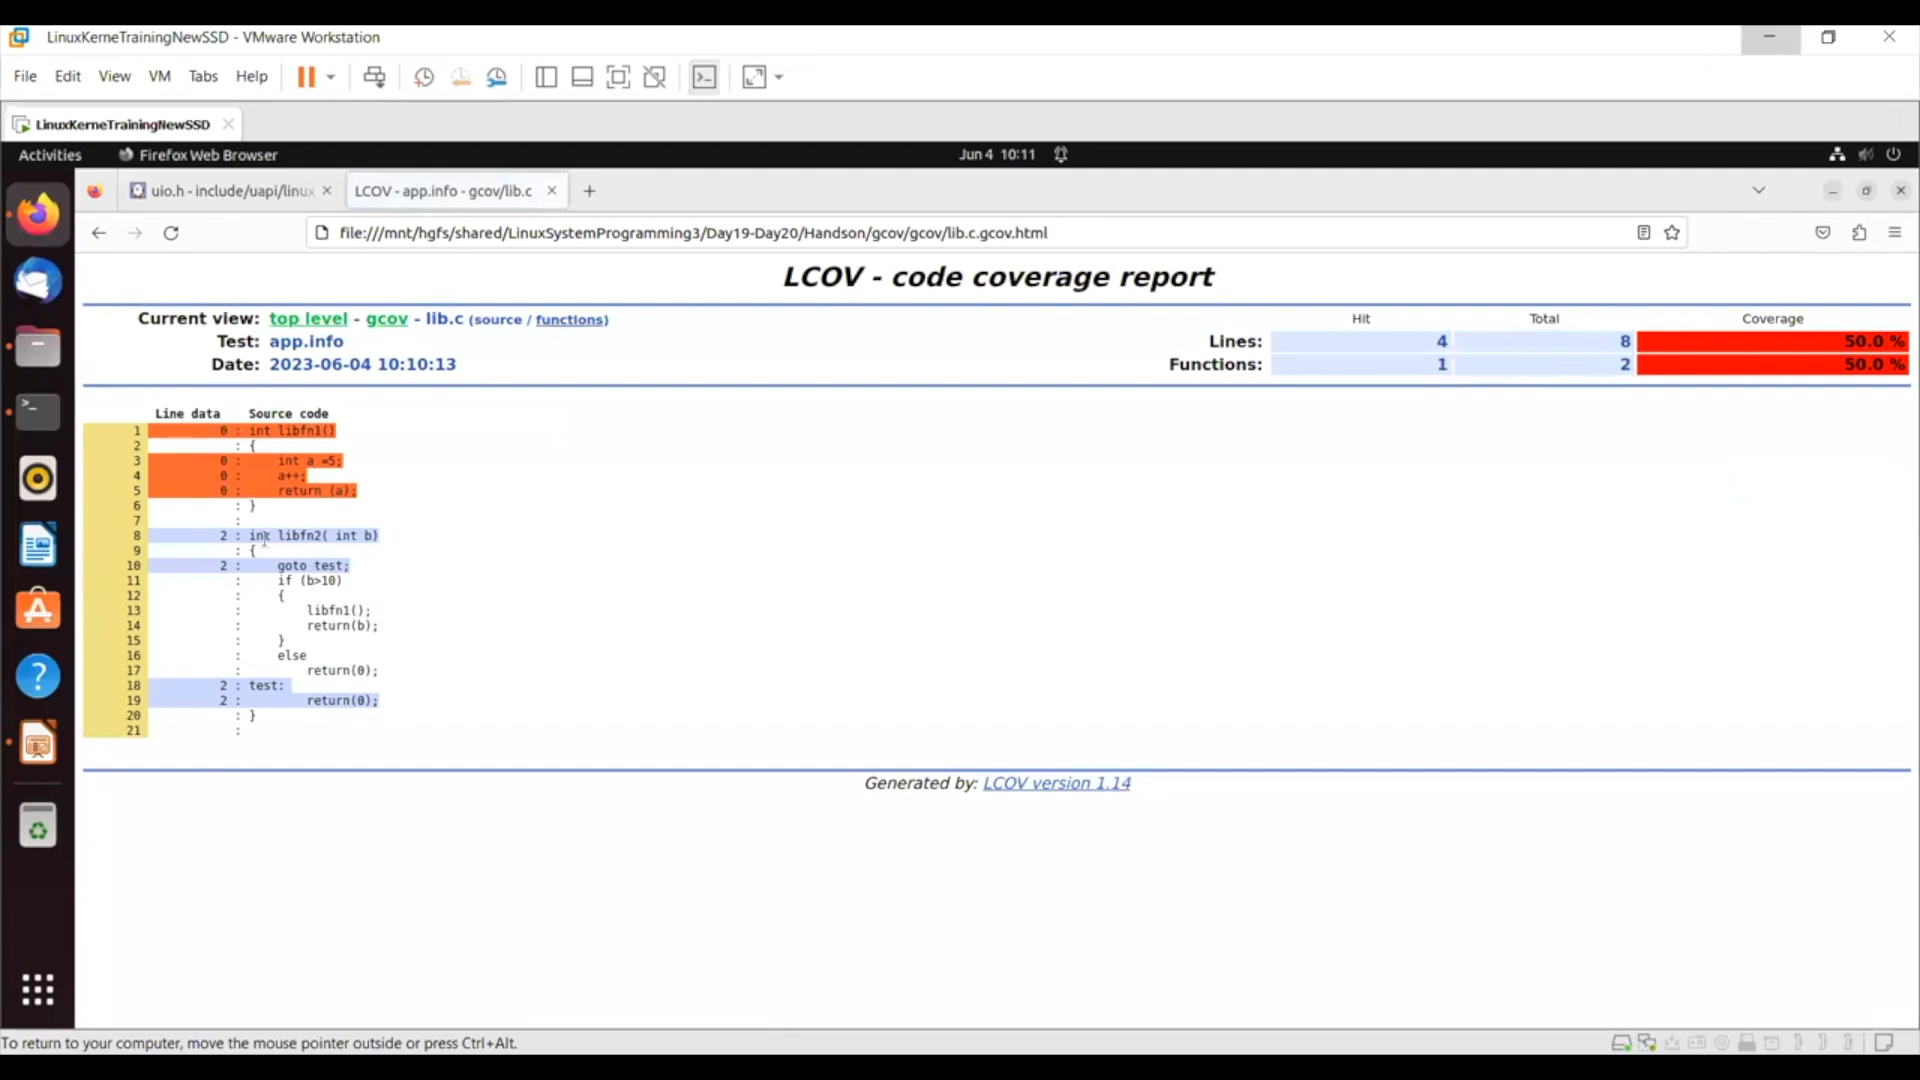 LinuxKerneTrainingNewSSD - VMware Workstation
File Edit View VM Tabs Help
LinuxKerneTrainingNewSSD
Activities Firefox Web Browser Jun 4 10:11
uio.h - include/uapi/linux LCOV - app.info - gcov/lib.c
file:///mnt/hgfs/shared/LinuxSystemProgramming3/Day19-Day20/Handson/gcov/gcov/lib.c.gcov.html
LCOV - code coverage report
Current view: top level - gcov - lib.c (source / functions) Hit Total Coverage
Test: app.info Lines: 4 8 50.0 %
Date: 2023-06-04 10:10:13 Functions: 1 2 50.0 %
Line data Source code
1 0 : int libfn1()
2 : {
3 0 : int a =5;
4 0 : a++;
5 0 : return (a);
6 : }
7 :
8 2 : int libfn2( int b)
9 : {
10 2 : goto test;
11 : if (b>10)
12 : {
13 : libfn1();
14 : return(b);
15 : }
16 : else
17 : return(0);
18 2 : test:
19 2 : return(0);
20 : }
21 :
Generated by: LCOV version 1.14
To return to your computer, move the mouse pointer outside or press Ctrl+Alt.